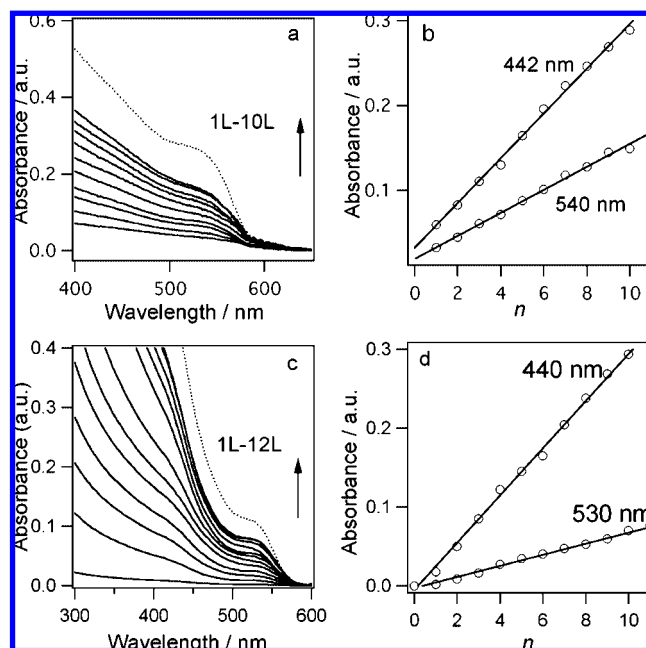 a
0.6
0.4
0.2
0.0
Absorbance / a.u.
1L-10L
400
500
600
Wavelength / nm
b
0.3
0.2
0.1
Absorbance / a.u.
442 nm
540 nm
0
2
4
6
8
10
n
c
0.4
0.3
0.2
0.1
0.0
Absorbance (a.u.)
1L-12L
300
400
500
600
Wavelength / nm
d
0.3
0.2
0.1
0.0
Absorbance / a.u.
440 nm
530 nm
0
2
4
6
8
10
n